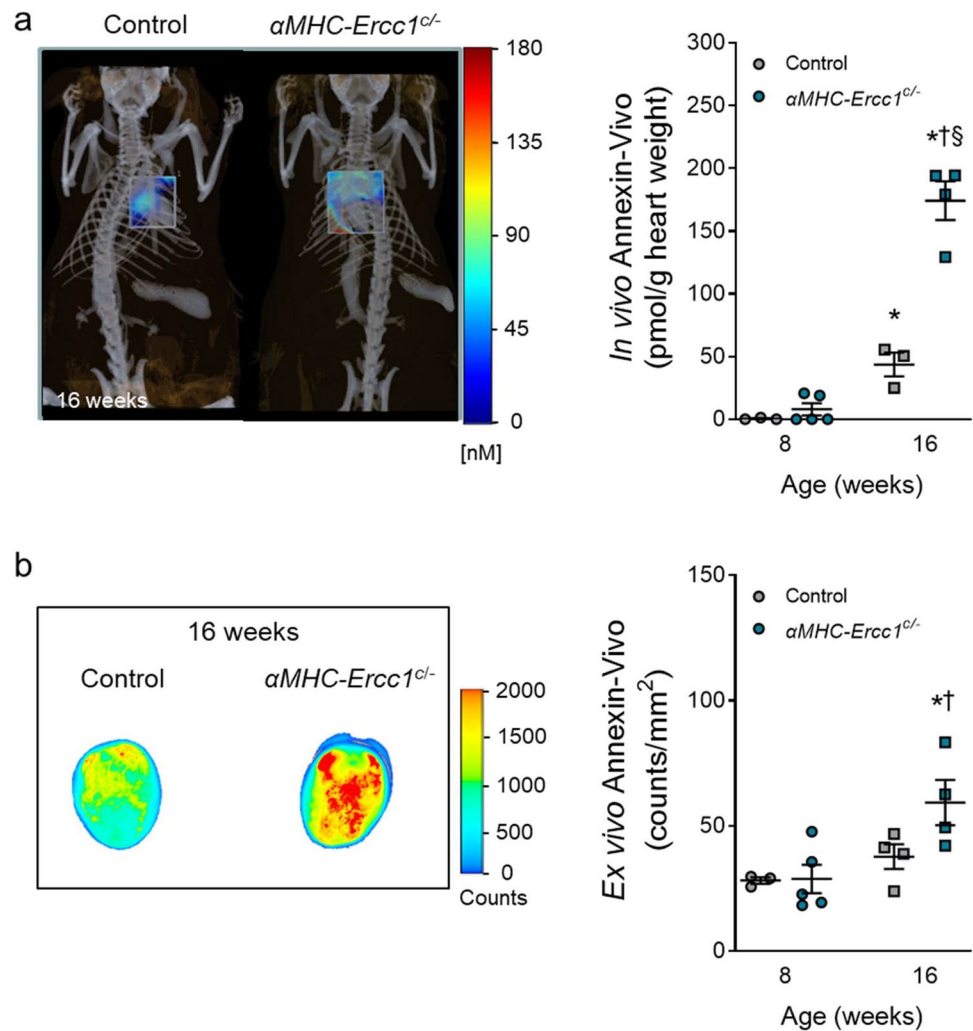 a
Control αMHC-Ercc1ᶜ/⁻
16 weeks
180
135
90
45
0
[nM]
In vivo Annexin-Vivo
(pmol/g heart weight)
300
250
200
150
100
50
0
Control
αMHC-Ercc1ᶜ/⁻
*
*†§
8 16
Age (weeks)
b
16 weeks
Control αMHC-Ercc1ᶜ/⁻
2000
1500
1000
500
0
Counts
Ex vivo Annexin-Vivo
(counts/mm²)
150
100
50
0
Control
αMHC-Ercc1ᶜ/⁻
*†
8 16
Age (weeks)